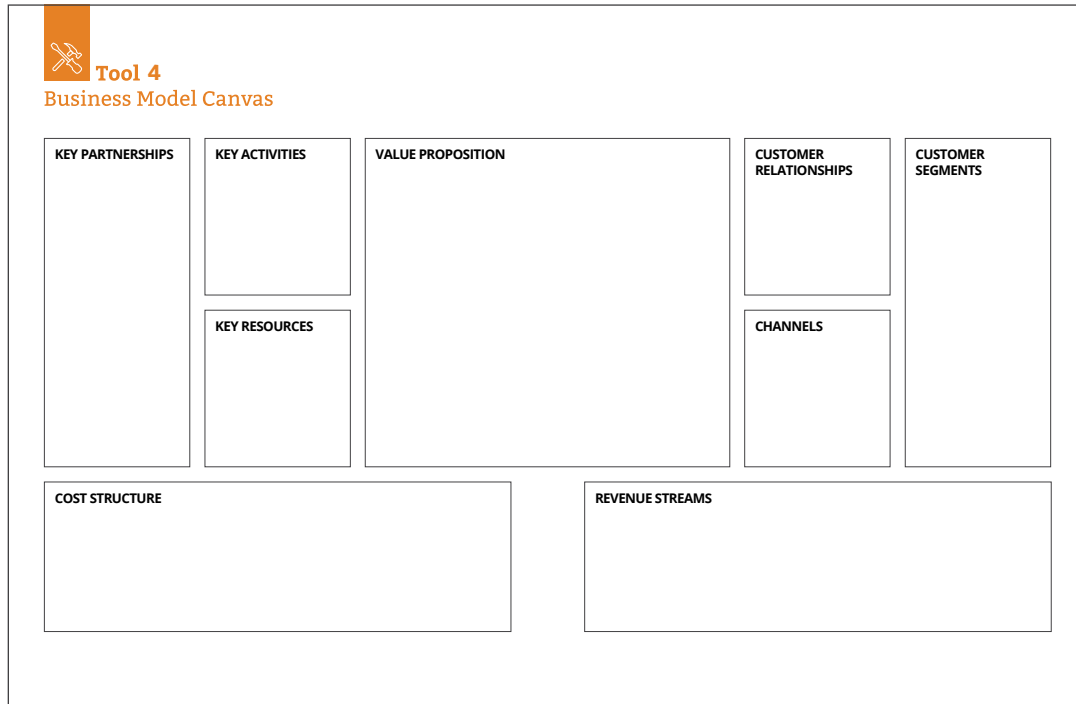 Tool 4
Business Model Canvas
KEY PARTNERSHIPS
KEY ACTIVITIES
VALUE PROPOSITION
CUSTOMER
RELATIONSHIPS
CUSTOMER
SEGMENTS
KEY RESOURCES
CHANNELS
COST STRUCTURE
REVENUE STREAMS